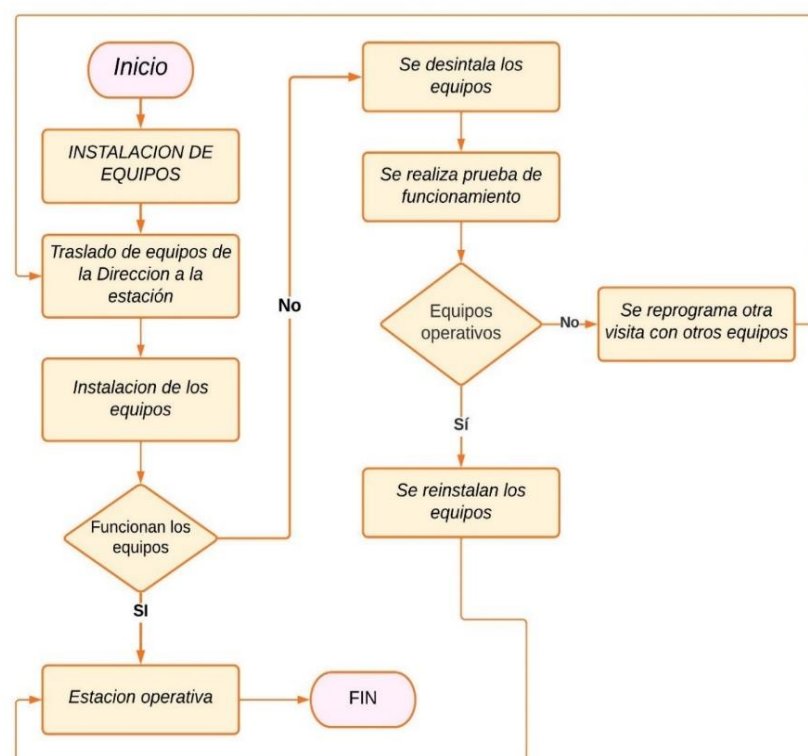 Inicio
INSTALACION DE
EQUIPOS
Traslado de equipos de
la Direccion a la
estación
Instalacion de los
equipos
Funcionan los
equipos
SI
Estacion operativa
FIN
No
Se desintala los
equipos
Se realiza prueba de
funcionamiento
Equipos
operativos
No
Se reprograma otra
visita con otros equipos
Sí
Se reinstalan los
equipos